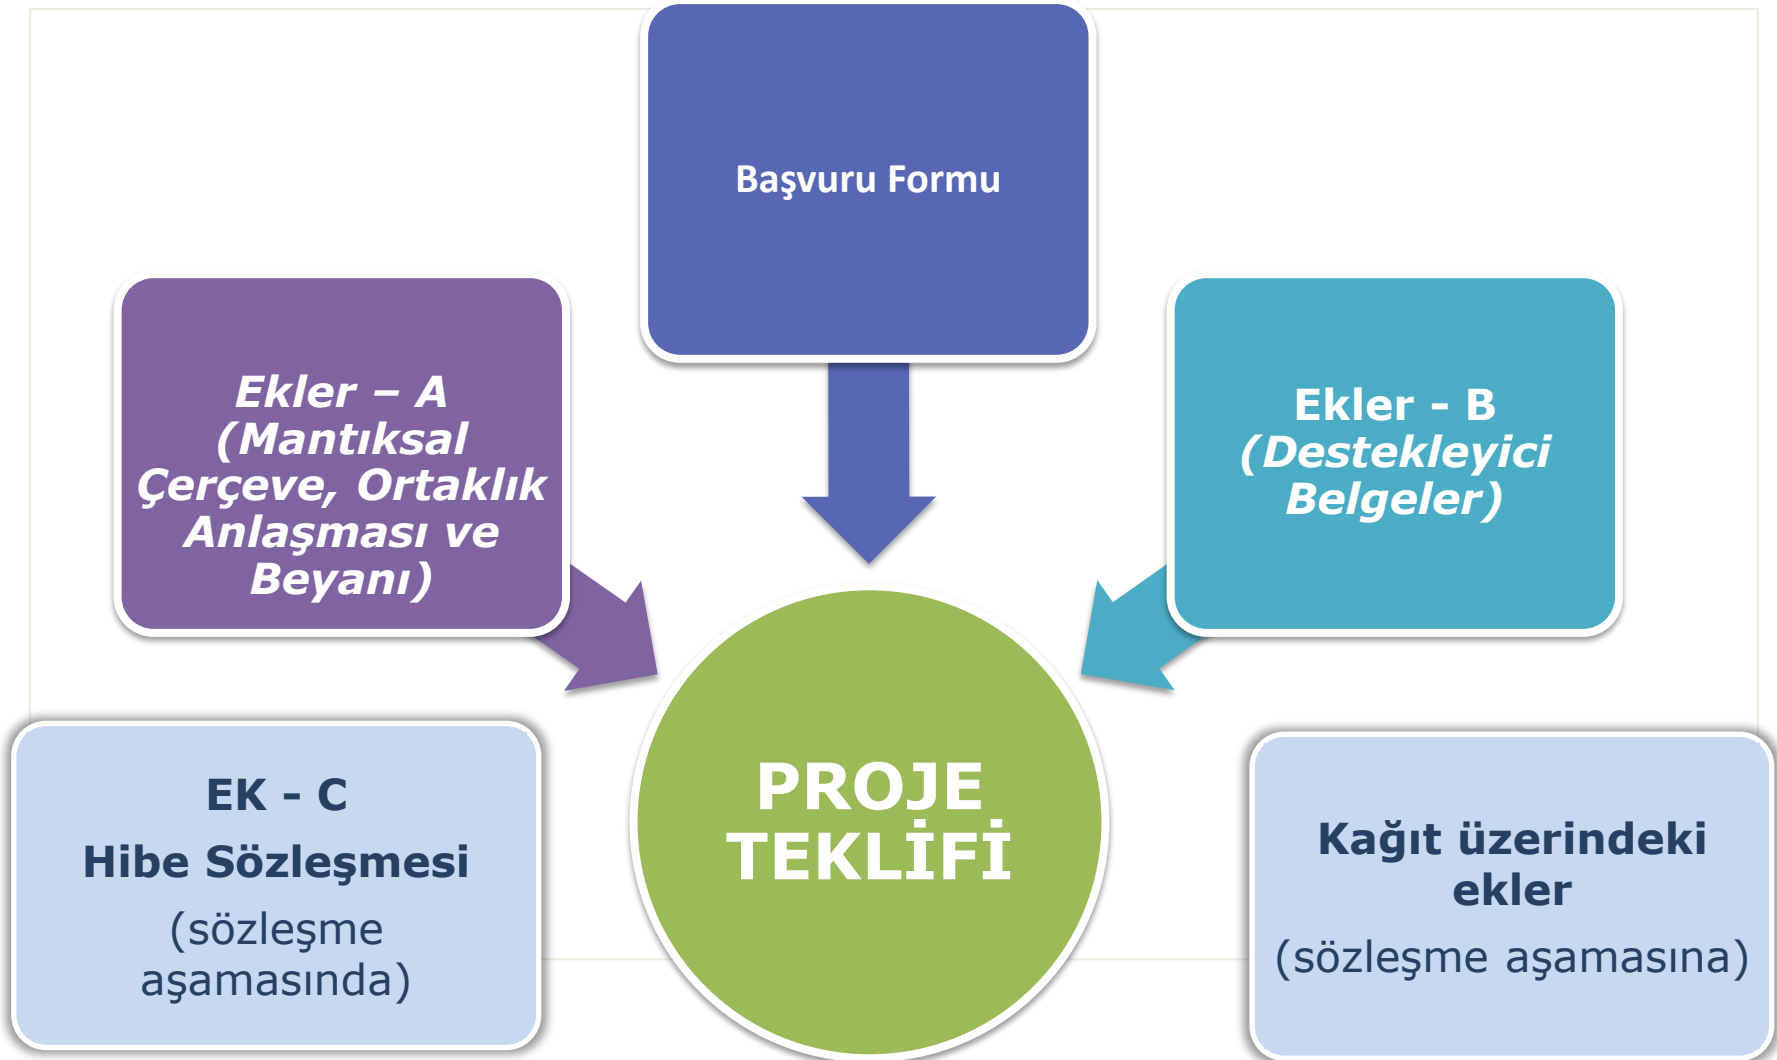 Başvuru Formu
Ekler – A
(Mantıksal
Çerçeve, Ortaklık
Anlaşması ve
Beyanı)
Ekler - B
(Destekleyici
Belgeler)
PROJE
TEKLİFİ
EK – C
Hibe Sözleşmesi
(sözleşme
aşamasında)
Kağıt üzerindeki
ekler
(sözleşme aşamasına)